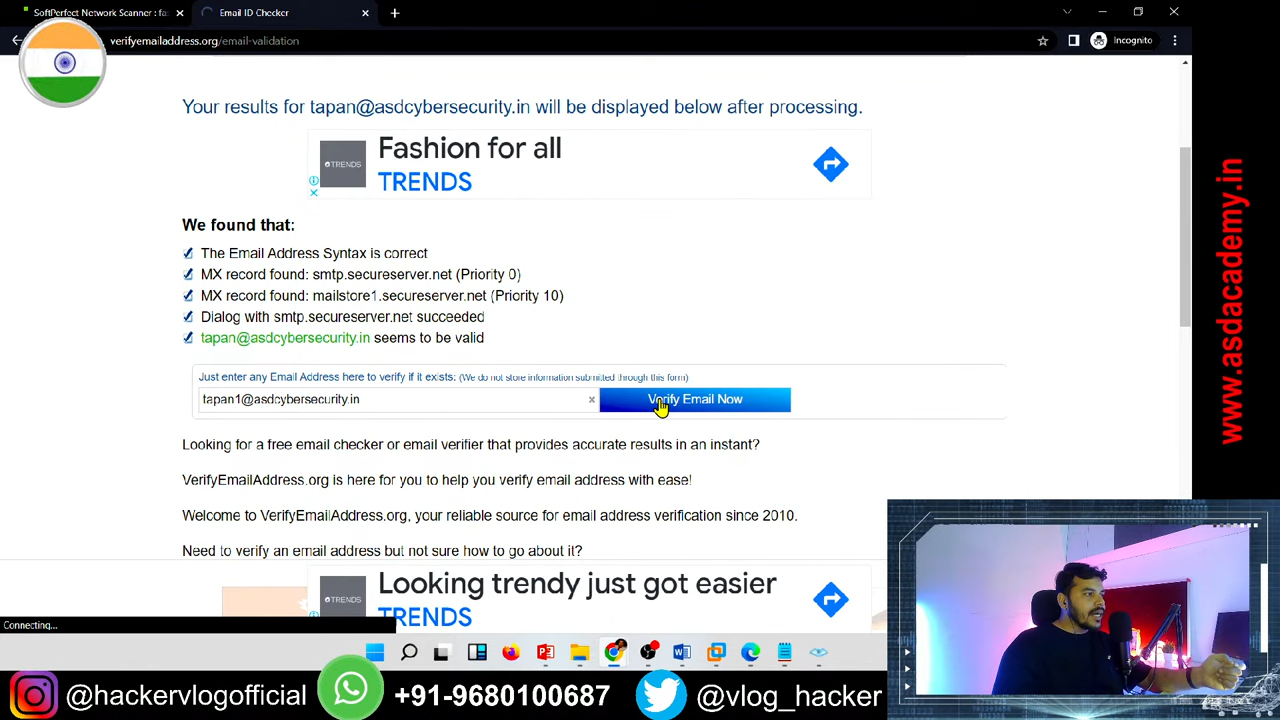 SoftPerfect Network Scanner : fas
Email ID Checker
verifyemailaddress.org/email-validation
Incognito
Your results for tapan@asdcybersecurity.in will be displayed below after processing.
TRENDS
Fashion for all
TRENDS
We found that:
The Email Address Syntax is correct
MX record found: smtp.secureserver.net (Priority 0)
MX record found: mailstore1.secureserver.net (Priority 10)
Dialog with smtp.secureserver.net succeeded
tapan@asdcybersecurity.in seems to be valid
Just enter any Email Address here to verify if it exists: (We do not store information submitted through this form)
tapan1@asdcybersecurity.in
Verify Email Now
Looking for a free email checker or email verifier that provides accurate results in an instant?
VerifyEmailAddress.org is here for you to help you verify email address with ease!
Welcome to VerifyEmailAddress.org, your reliable source for email address verification since 2010.
Need to verify an email address but not sure how to go about it?
TRENDS
Looking trendy just got easier
TRENDS
Connecting...
www.asdacademy.in
@hackervlogofficial
+91-9680100687
@vlog_hacker